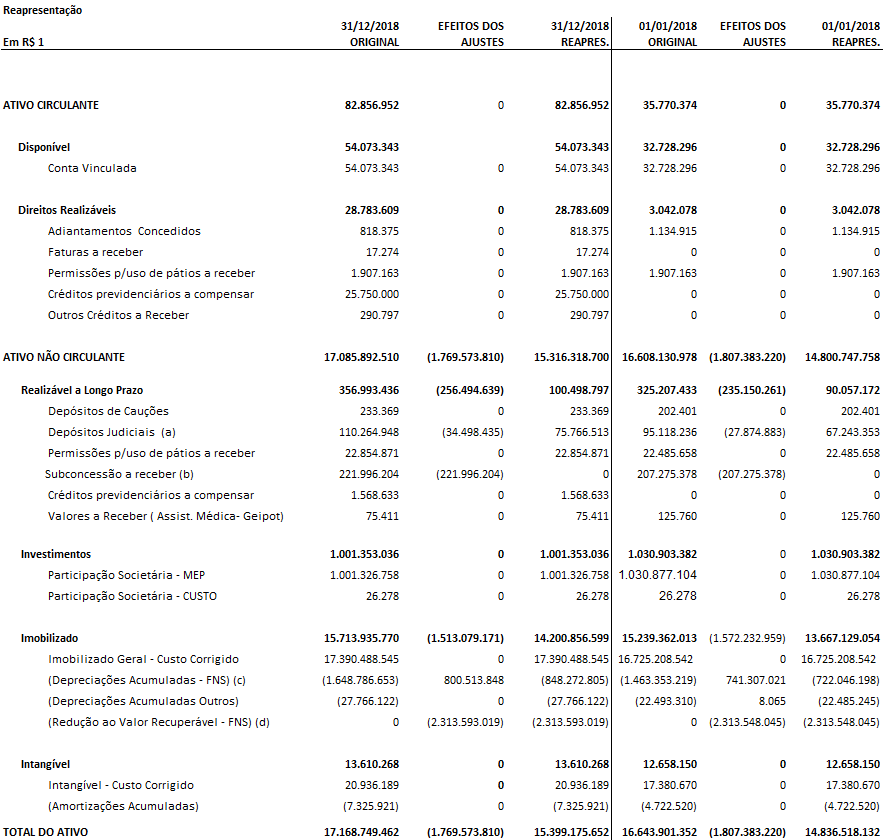 Reapresentação
31/12/2018 EFEITOS DOS 31/12/2018 01/01/2018 EFEITOS DOS 01/01/2018
Em R$ 1 ORIGINAL AJUSTES REAPRES. ORIGINAL AJUSTES REAPRES.
ATIVO CIRCULANTE 82.856.952 0 82.856.952 35.770.374 0 35.770.374
Disponível 54.073.343 54.073.343 32.728.296 0 32.728.296
Conta Vinculada 54.073.343 0 54.073.343 32.728.296 0 32.728.296
Direitos Realizáveis 28.783.609 0 28.783.609 3.042.078 0 3.042.078
Adiantamentos Concedidos 818.375 0 818.375 1.134.915 0 1.134.915
Faturas a receber 17.274 0 17.274 0 0 0
Permissões p/uso de pátios a receber 1.907.163 0 1.907.163 1.907.163 0 1.907.163
Créditos previdenciários a compensar 25.750.000 0 25.750.000 0 0 0
Outros Créditos a Receber 290.797 0 290.797 0 0 0
ATIVO NÃO CIRCULANTE 17.085.892.510 (1.769.573.810) 15.316.318.700 16.608.130.978 (1.807.383.220) 14.800.747.758
Realizável a Longo Prazo 356.993.436 (256.494.639) 100.498.797 325.207.433 (235.150.261) 90.057.172
Depósitos de Cauções 233.369 0 233.369 202.401 0 202.401
Depósitos Judiciais (a) 110.264.948 (34.498.435) 75.766.513 95.118.236 (27.874.883) 67.243.353
Permissões p/uso de pátios a receber 22.854.871 0 22.854.871 22.485.658 0 22.485.658
Subconcessão a receber (b) 221.996.204 (221.996.204) 0 207.275.378 (207.275.378) 0
Créditos previdenciários a compensar 1.568.633 0 1.568.633 0 0 0
Valores a Receber ( Assist. Médica- Geipot) 75.411 0 75.411 125.760 0 125.760
Investimentos 1.001.353.036 0 1.001.353.036 1.030.903.382 0 1.030.903.382
Participação Societária - MEP 1.001.326.758 0 1.001.326.758 1.030.877.104 0 1.030.877.104
Participação Societária - CUSTO 26.278 0 26.278 26.278 0 26.278
Imobilizado 15.713.935.770 (1.513.079.171) 14.200.856.599 15.239.362.013 (1.572.232.959) 13.667.129.054
Imobilizado Geral - Custo Corrigido 17.390.488.545 0 17.390.488.545 16.725.208.542 0 16.725.208.542
(Depreciações Acumuladas - FNS) (c) (1.648.786.653) 800.513.848 (848.272.805) (1.463.353.219) 741.307.021 (722.046.198)
(Depreciações Acumuladas Outros) (27.766.122) 0 (27.766.122) (22.493.310) 8.065 (22.485.245)
(Redução ao Valor Recuperável - FNS) (d) 0 (2.313.593.019) (2.313.593.019) 0 (2.313.548.045) (2.313.548.045)
Intangível 13.610.268 0 13.610.268 12.658.150 0 12.658.150
Intangível - Custo Corrigido 20.936.189 0 20.936.189 17.380.670 0 17.380.670
(Amortizações Acumuladas) (7.325.921) 0 (7.325.921) (4.722.520) 0 (4.722.520)
TOTAL DO ATIVO 17.168.749.462 (1.769.573.810) 15.399.175.652 16.643.901.352 (1.807.383.220) 14.836.518.132